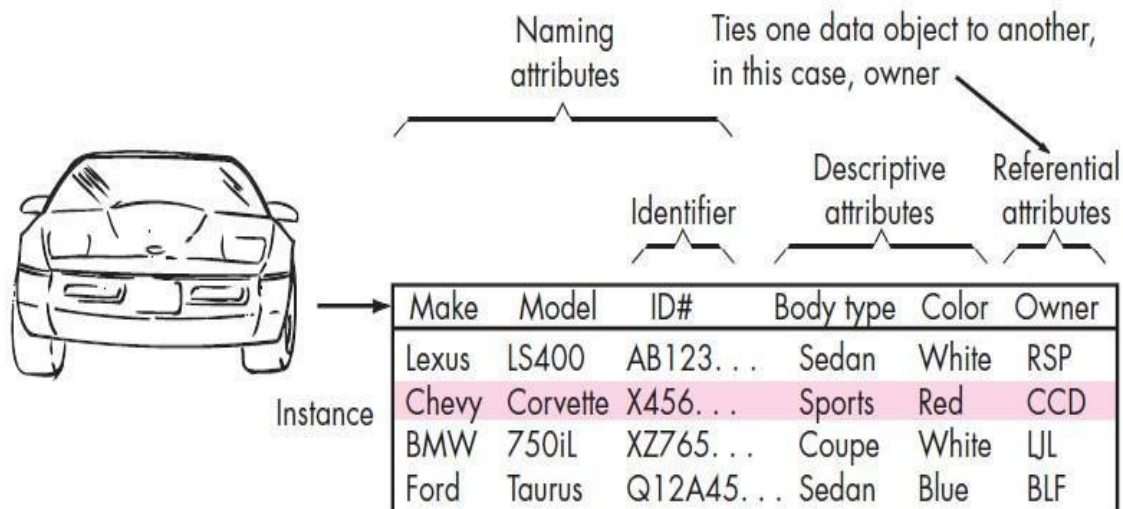 Naming
attributes
Ties one data object to another,
in this case, owner
Identifier
Descriptive
attributes
Referential
attributes
Make Model ID# Body type Color Owner
Lexus LS400 AB123. . . Sedan White RSP
Instance
Chevy Corvette X456. . . Sports Red CCD
BMW 750iL XZ765. . . Coupe White LJL
Ford Taurus Q12A45. . . Sedan Blue BLF